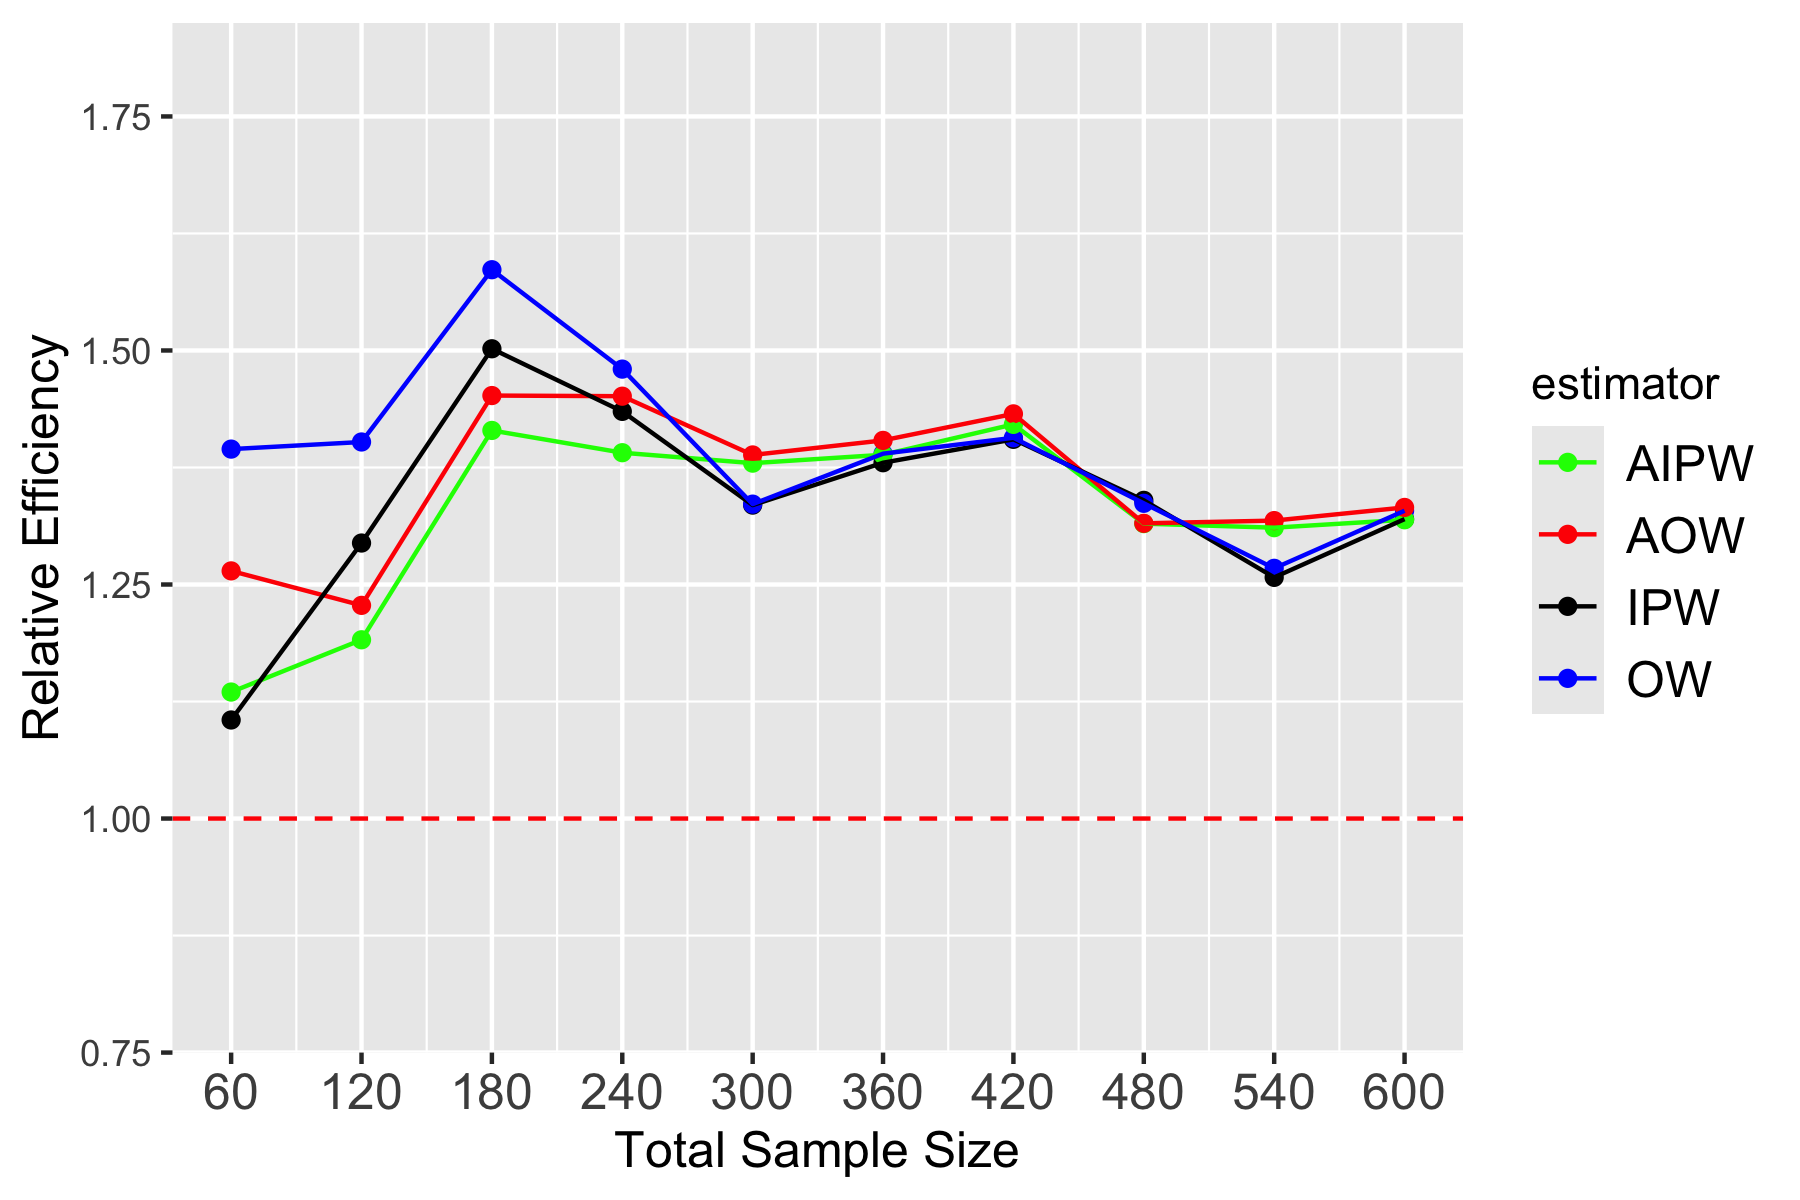 1.75
1.50
1.25
1.00
0.75
Relative Efficiency
60 120 180 240 300 360 420 480 540 600
Total Sample Size
estimator
AIPW
AOW
IPW
OW